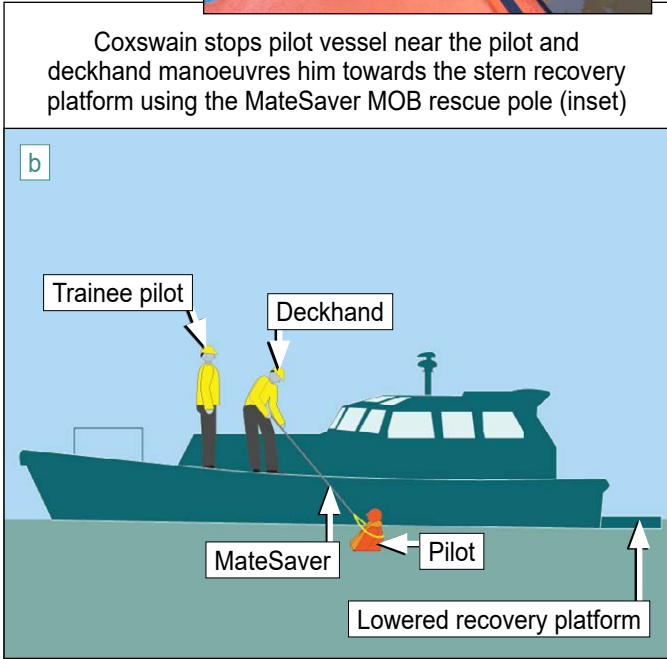 Coxswain stops pilot vessel near the pilot and
deckhand manoeuvres him towards the stern recovery
platform using the MateSaver MOB rescue pole (inset)
b
Trainee pilot
Deckhand
MateSaver
Pilot
Lowered recovery platform